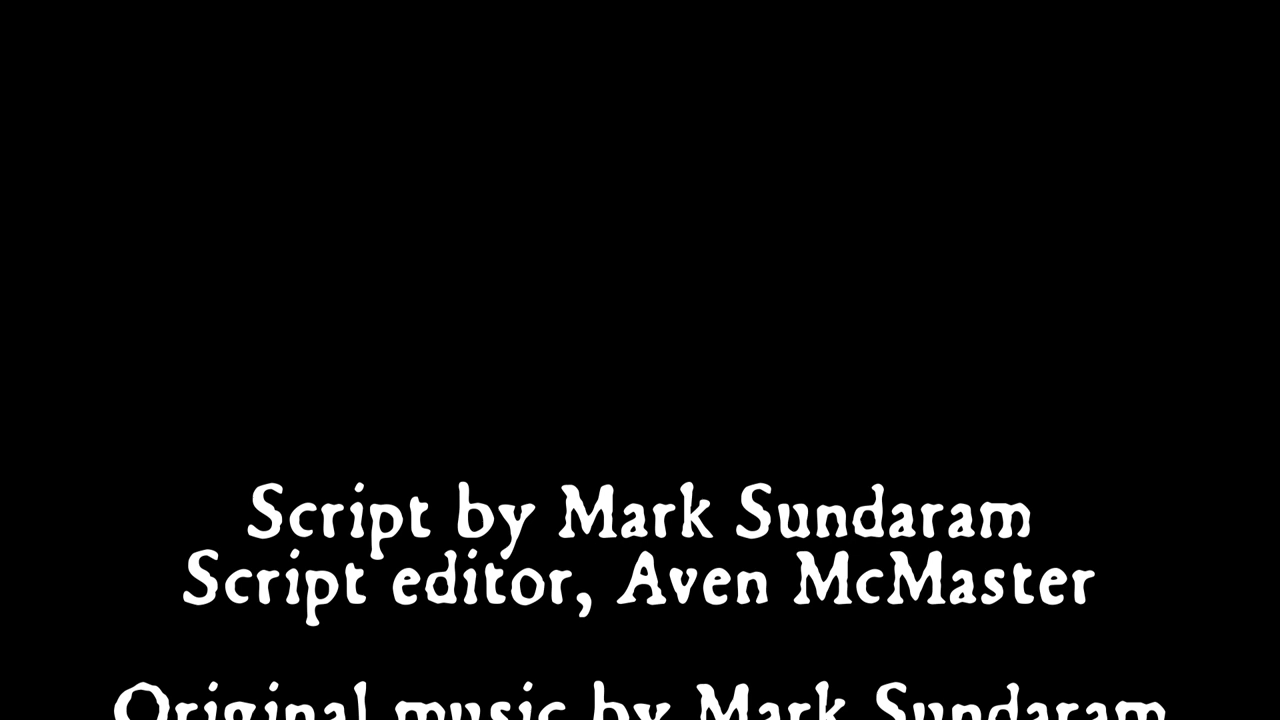 Script by Mark Sundaram
Script editor, Aven McMaster
Original music by Mark Sundaram